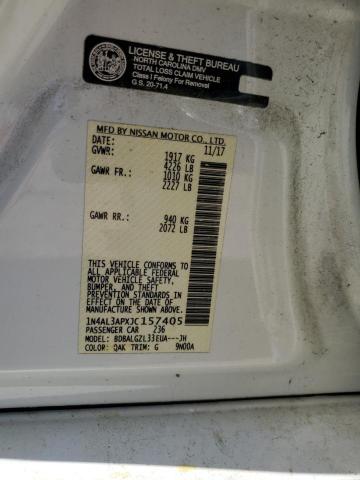 LICENSE & THEFT BUREAU
NORTH CAROLINA DMV
TOTAL LOSS CLAIM VEHICLE
Class I Felony For Removal
G.S. 20-71.4
MFD BY NISSAN MOTOR CO., LTD.
DATE: 11/17
GVWR: 1917 KG
4226 LB
GAWR FR: 1010 KG
2227 LB
GAWR RR: 940 KG
2072 LB
THIS VEHICLE CONFORMS TO
ALL APPLICABLE FEDERAL
MOTOR VEHICLE SAFETY,
BUMPER, AND THEFT
PREVENTION STANDARDS IN
EFFECT ON THE DATE OF
MANUFACTURE SHOWN ABOVE.
1N4AL3APXJC157405
PASSENGER CAR 236
MODEL: BDBALGZL33EUA---JH
COLOR: QAK TRIM: G 9N00A